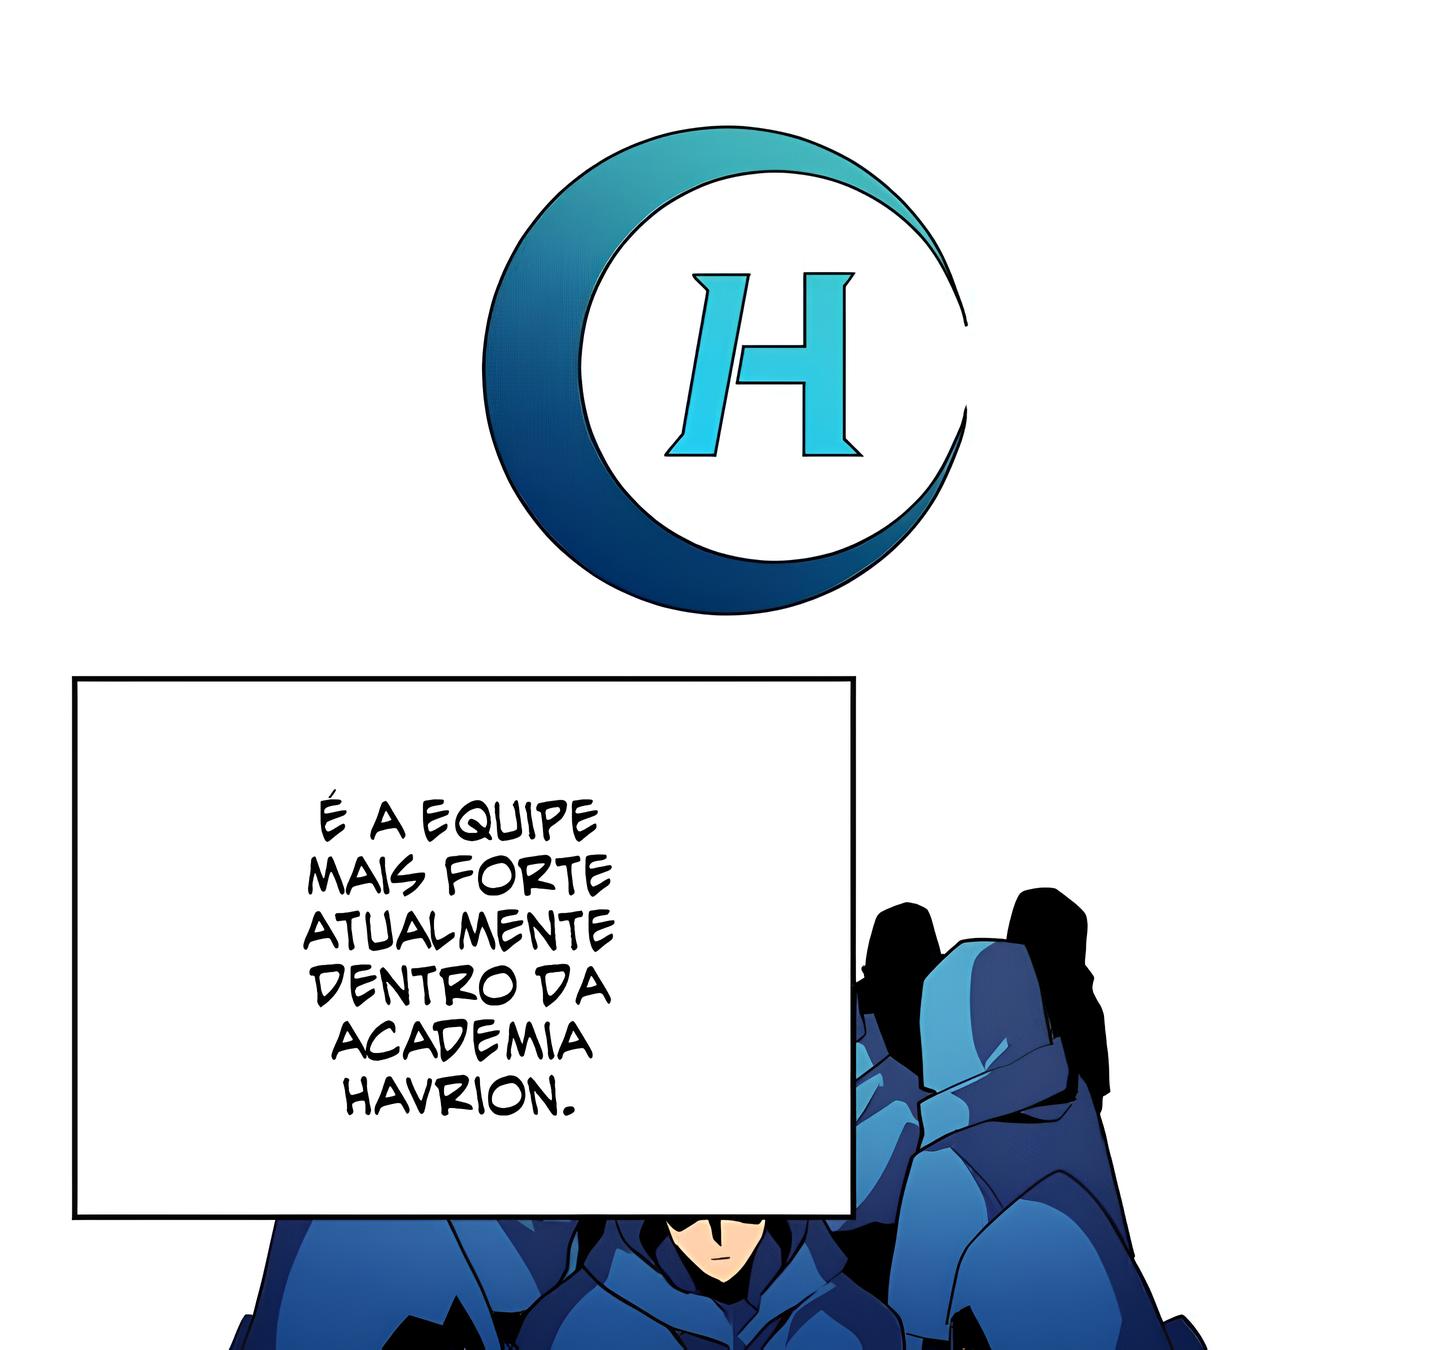 H
É A EQUIPE
MAIS FORTE
ATUALMENTE
DENTRO DA
ACADEMIA
HAVRION.